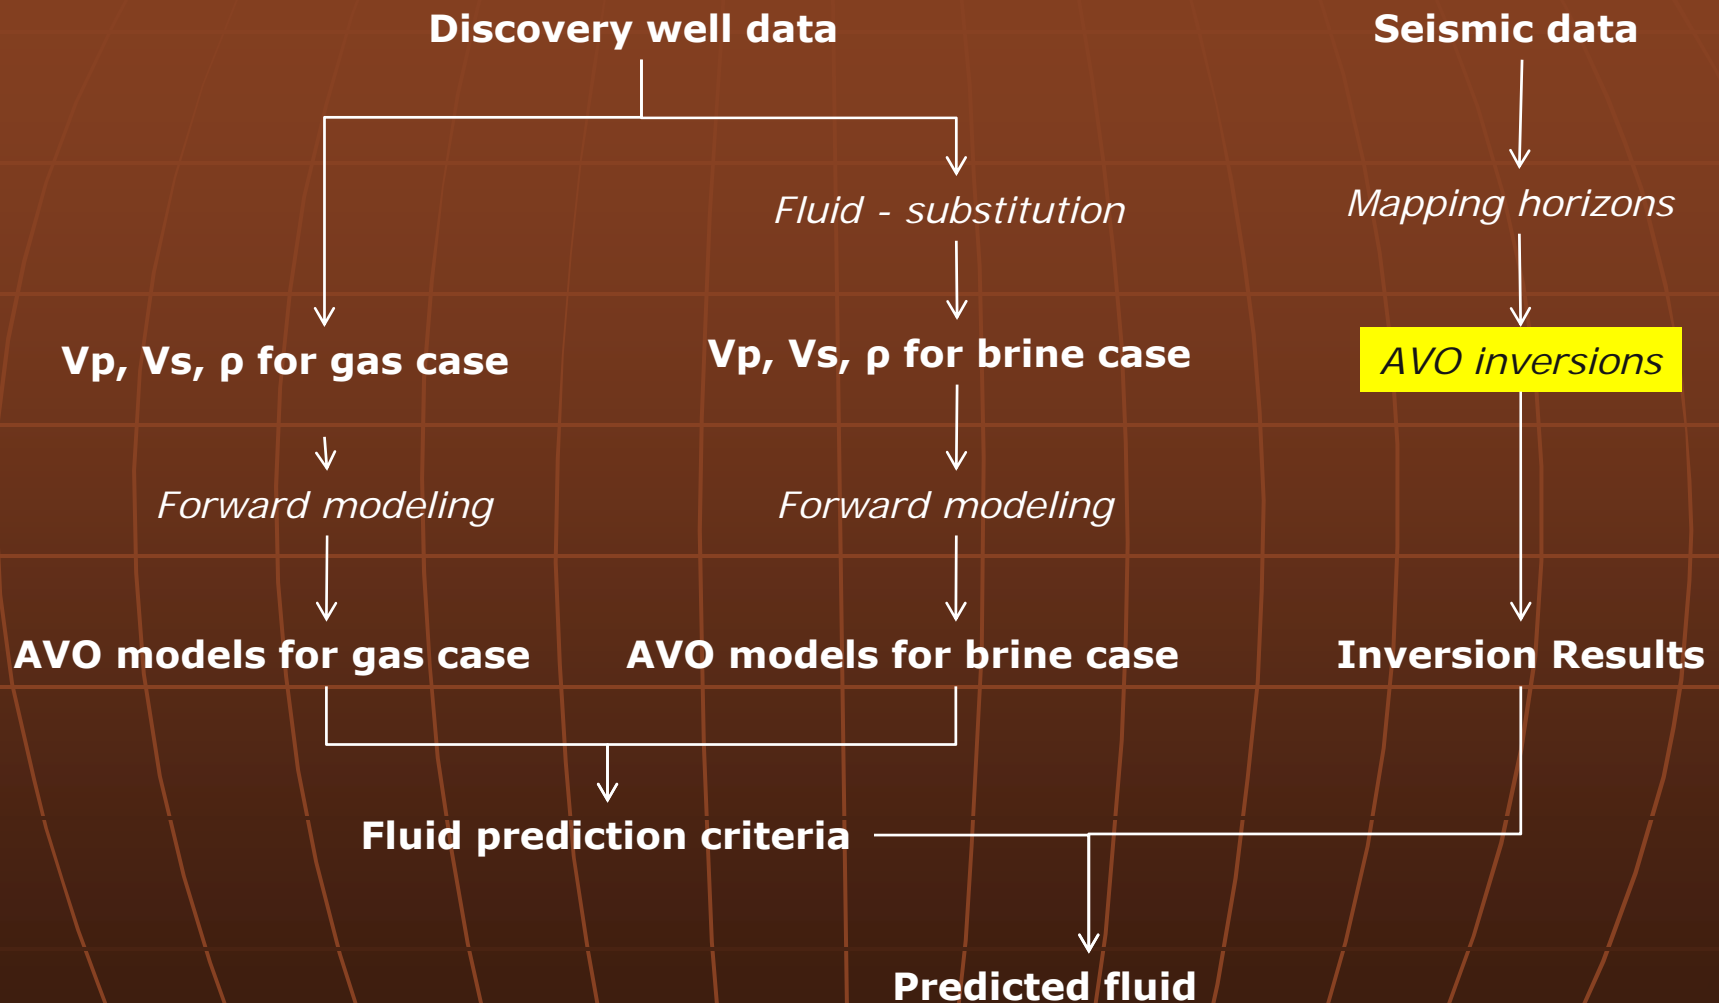 Discovery well data
Seismic data
Fluid - substitution
Mapping horizons
Vp, Vs, ρ for gas case
Vp, Vs, ρ for brine case
AVO inversions
Forward modeling
Forward modeling
AVO models for gas case
AVO models for brine case
Inversion Results
Fluid prediction criteria
Predicted fluid